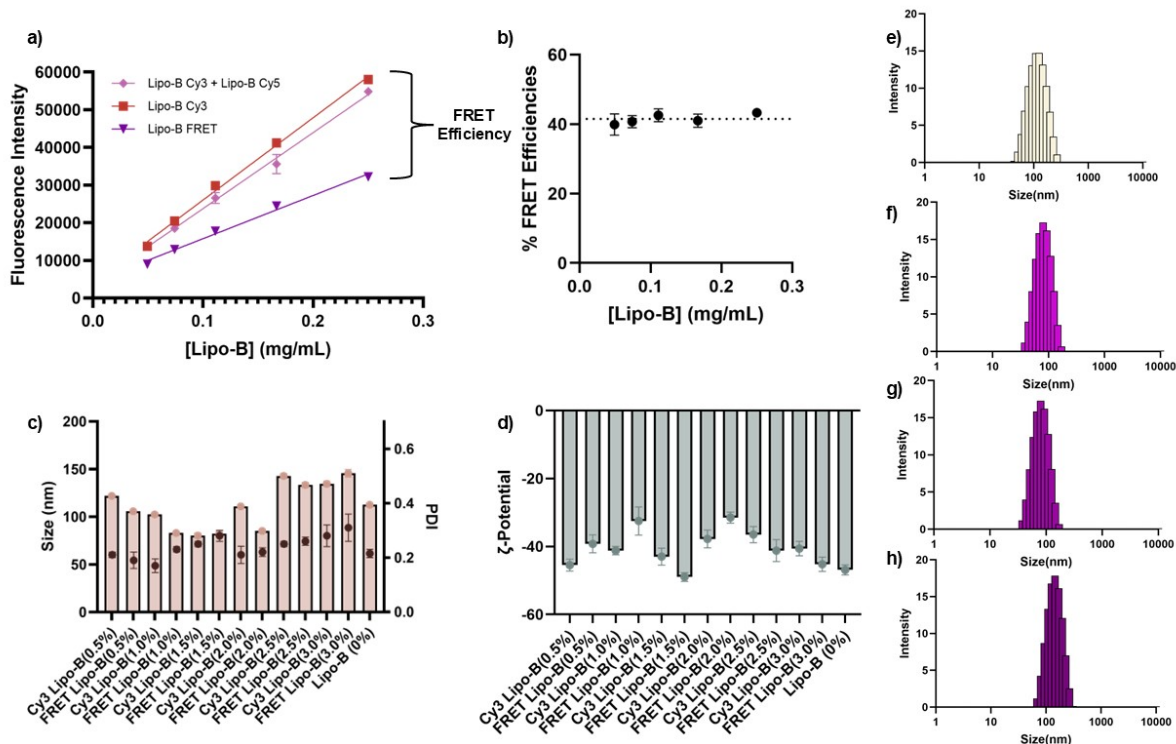 a)
Fluorescence Intensity
60000
50000
40000
30000
20000
10000
0
Lipo-B Cy3 + Lipo-B Cy5
Lipo-B Cy3
Lipo-B FRET
0.0 0.1 0.2 0.3
[Lipo-B] (mg/mL)
FRET
Efficiency
b)
% FRET Efficiencies
60
40
20
0
0.0 0.1 0.2 0.3
[Lipo-B] (mg/mL)
c)
Size (nm)
200
150
100
50
0
PDI
0.6
0.4
0.2
0.0
Cy3 Lipo-B(0.5%)
FRET Lipo-B(0.5%)
Cy3 Lipo-B(1.0%)
FRET Lipo-B(1.0%)
Cy3 Lipo-B(1.5%)
FRET Lipo-B(1.5%)
Cy3 Lipo-B(2.0%)
FRET Lipo-B(2.0%)
Cy3 Lipo-B(2.5%)
FRET Lipo-B(2.5%)
Cy3 Lipo-B(3.0%)
FRET Lipo-B(3.0%)
Lipo-B (0%)
d)
ζ-Potential
0
-20
-40
-60
Cy3 Lipo-B(0.5%)
FRET Lipo-B(0.5%)
Cy3 Lipo-B(1.0%)
FRET Lipo-B(1.0%)
Cy3 Lipo-B(1.5%)
FRET Lipo-B(1.5%)
Cy3 Lipo-B(2.0%)
FRET Lipo-B(2.0%)
Cy3 Lipo-B(2.5%)
FRET Lipo-B(2.5%)
Cy3 Lipo-B(3.0%)
FRET Lipo-B(3.0%)
Lipo-B (0%)
e)
Intensity
20
15
10
5
0
1 10 100 1000 10000
Size(nm)
f)
Intensity
20
15
10
5
0
1 10 100 1000 10000
Size(nm)
g)
Intensity
20
15
10
5
0
1 10 100 1000 10000
Size(nm)
h)
Intensity
20
15
10
5
0
1 10 100 1000 10000
Size(nm)